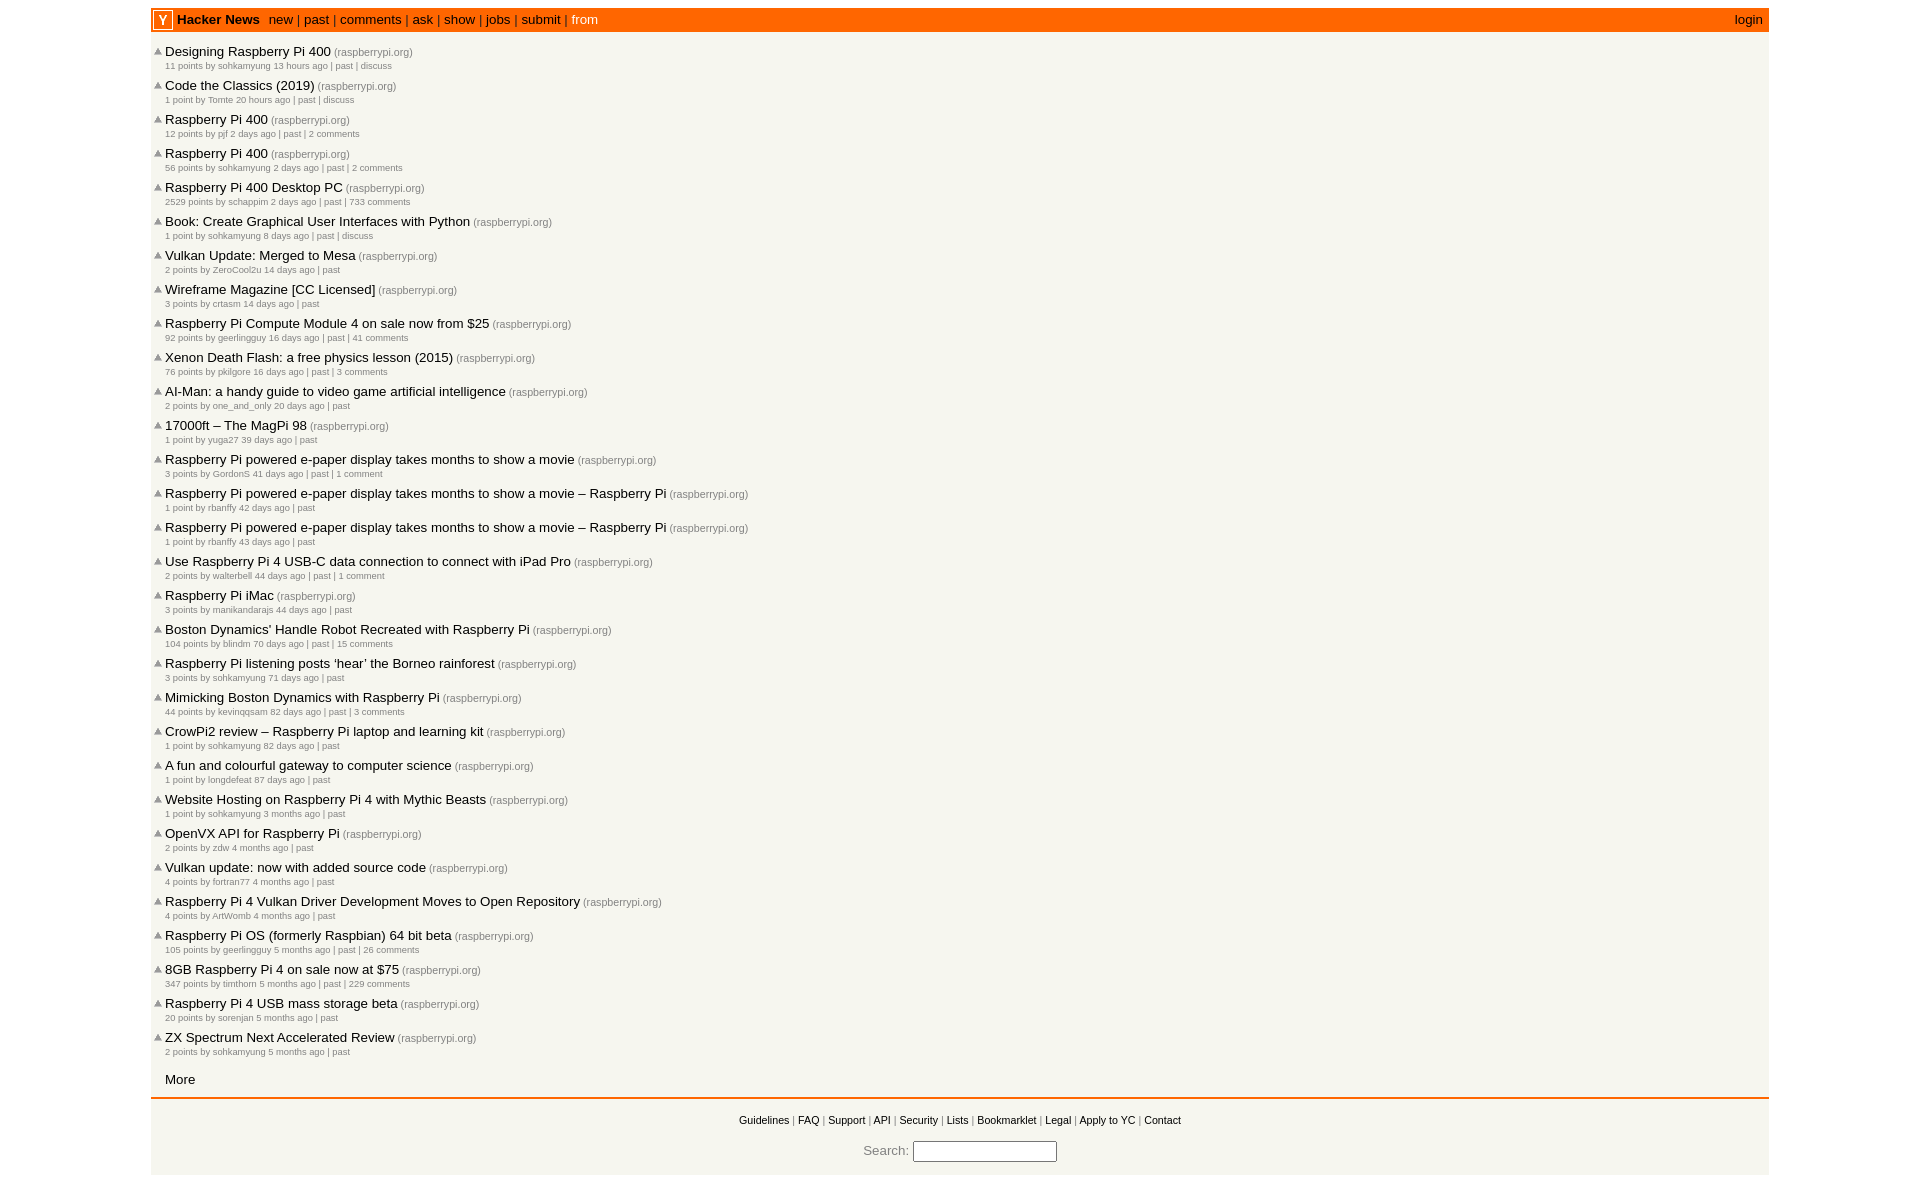 Y Hacker News new | past | comments | ask | show | jobs | submit | from login
Designing Raspberry Pi 400 (raspberrypi.org)
11 points by sohkamyung 13 hours ago | past | discuss
Code the Classics (2019) (raspberrypi.org)
1 point by Tomte 20 hours ago | past | discuss
Raspberry Pi 400 (raspberrypi.org)
12 points by pjf 2 days ago | past | 2 comments
Raspberry Pi 400 (raspberrypi.org)
56 points by sohkamyung 2 days ago | past | 2 comments
Raspberry Pi 400 Desktop PC (raspberrypi.org)
2529 points by schappim 2 days ago | past | 733 comments
Book: Create Graphical User Interfaces with Python (raspberrypi.org)
1 point by sohkamyung 8 days ago | past | discuss
Vulkan Update: Merged to Mesa (raspberrypi.org)
2 points by ZeroCool2u 14 days ago | past
Wireframe Magazine [CC Licensed] (raspberrypi.org)
3 points by crtasm 14 days ago | past
Raspberry Pi Compute Module 4 on sale now from $25 (raspberrypi.org)
92 points by geerlingguy 16 days ago | past | 41 comments
Xenon Death Flash: a free physics lesson (2015) (raspberrypi.org)
76 points by pkilgore 16 days ago | past | 3 comments
AI-Man: a handy guide to video game artificial intelligence (raspberrypi.org)
2 points by one_and_only 20 days ago | past
17000ft – The MagPi 98 (raspberrypi.org)
1 point by yuga27 39 days ago | past
Raspberry Pi powered e-paper display takes months to show a movie (raspberrypi.org)
3 points by GordonS 41 days ago | past | 1 comment
Raspberry Pi powered e-paper display takes months to show a movie – Raspberry Pi (raspberrypi.org)
1 point by rbanffy 42 days ago | past
Raspberry Pi powered e-paper display takes months to show a movie – Raspberry Pi (raspberrypi.org)
1 point by rbanffy 43 days ago | past
Use Raspberry Pi 4 USB-C data connection to connect with iPad Pro (raspberrypi.org)
2 points by walterbell 44 days ago | past | 1 comment
Raspberry Pi iMac (raspberrypi.org)
3 points by manikandarajs 44 days ago | past
Boston Dynamics' Handle Robot Recreated with Raspberry Pi (raspberrypi.org)
104 points by blindm 70 days ago | past | 15 comments
Raspberry Pi listening posts ‘hear’ the Borneo rainforest (raspberrypi.org)
3 points by sohkamyung 71 days ago | past
Mimicking Boston Dynamics with Raspberry Pi (raspberrypi.org)
44 points by kevinqqsam 82 days ago | past | 3 comments
CrowPi2 review – Raspberry Pi laptop and learning kit (raspberrypi.org)
1 point by sohkamyung 82 days ago | past
A fun and colourful gateway to computer science (raspberrypi.org)
1 point by longdefeat 87 days ago | past
Website Hosting on Raspberry Pi 4 with Mythic Beasts (raspberrypi.org)
1 point by sohkamyung 3 months ago | past
OpenVX API for Raspberry Pi (raspberrypi.org)
2 points by zdw 4 months ago | past
Vulkan update: now with added source code (raspberrypi.org)
4 points by fortran77 4 months ago | past
Raspberry Pi 4 Vulkan Driver Development Moves to Open Repository (raspberrypi.org)
4 points by ArtWomb 4 months ago | past
Raspberry Pi OS (formerly Raspbian) 64 bit beta (raspberrypi.org)
105 points by geerlingguy 5 months ago | past | 26 comments
8GB Raspberry Pi 4 on sale now at $75 (raspberrypi.org)
347 points by timthorn 5 months ago | past | 229 comments
Raspberry Pi 4 USB mass storage beta (raspberrypi.org)
20 points by sorenjan 5 months ago | past
ZX Spectrum Next Accelerated Review (raspberrypi.org)
2 points by sohkamyung 5 months ago | past
More
Guidelines | FAQ | Support | API | Security | Lists | Bookmarklet | Legal | Apply to YC | Contact
Search: